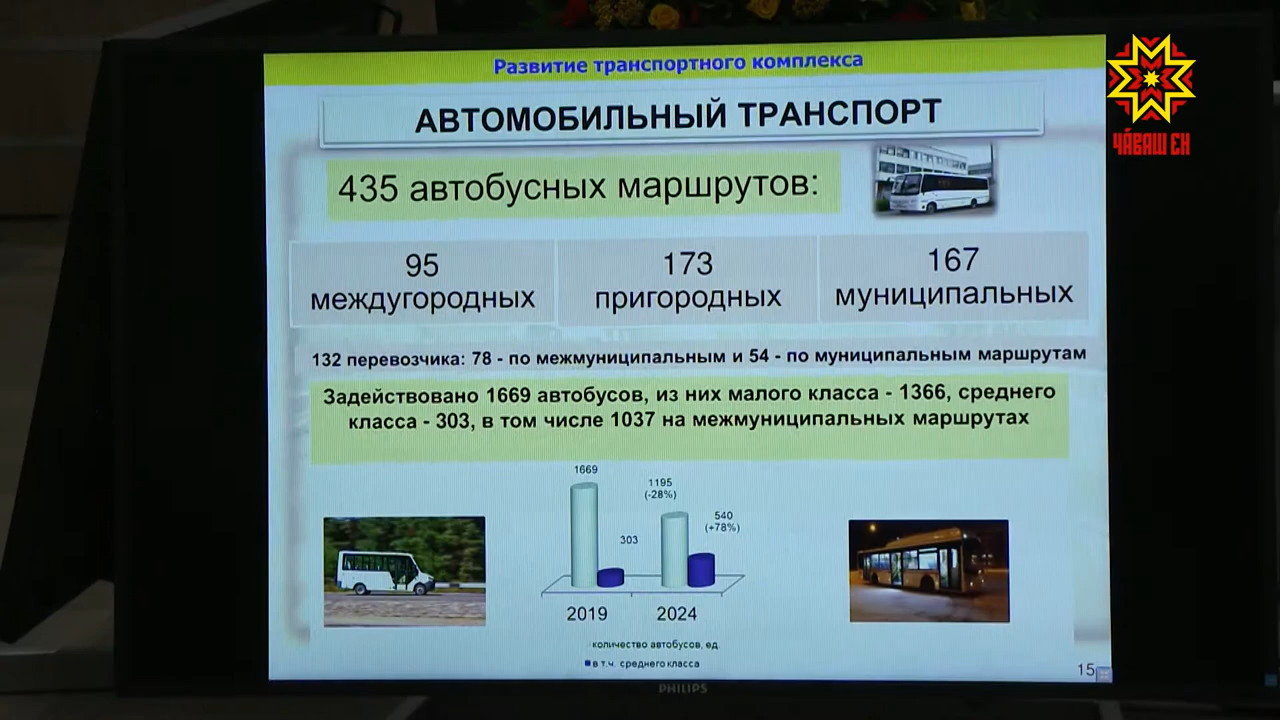 Развитие транспортного комплекса
АВТОМОБИЛЬНЫЙ ТРАНСПОРТ
ЧӐВАШ ЕН
435 автобусных маршрутов:
95
междугородных
173
пригородных
167
муниципальных
132 перевозчика: 78 - по межмуниципальным и 54 - по муниципальным маршрутам
Задействовано 1669 автобусов, из них малого класса - 1366, среднего
класса - 303, в том числе 1037 на межмуниципальных маршрутах
1669
303
1195
(-28%)
540
(+78%)
2019
2024
количество автобусов, ед.
в т.ч. среднего класса
15
PHILIPS